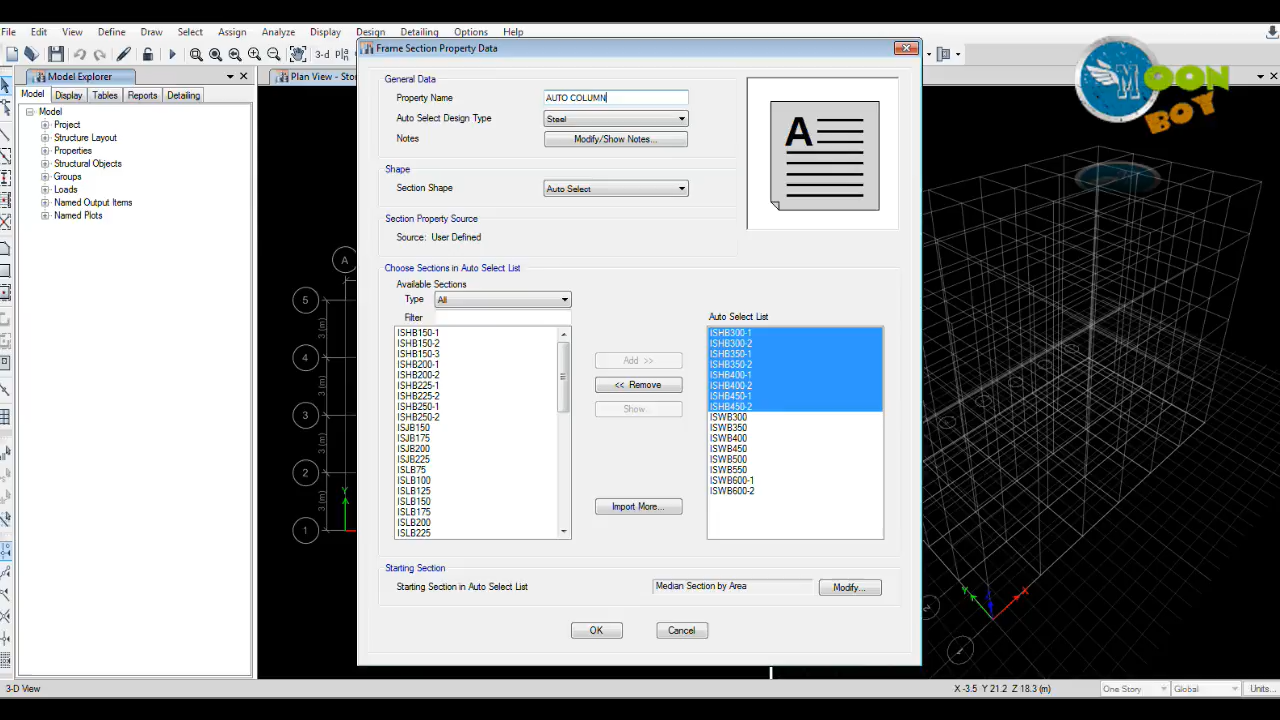 File Edit View Define Draw Select Assign Analyze Display Design Detailing Options Help
3-d
Model Explorer
Model Display Tables Reports Detailing
Model
Project
Structure Layout
Properties
Structural Objects
Groups
Loads
Named Output Items
Named Plots
Plan View - Sto
A
5
4
3
2
1
3 (m)
3 (m)
3 (m)
3 (m)
Y
Frame Section Property Data
General Data
Property Name AUTO COLUMN
Auto Select Design Type Steel
Notes Modify/Show Notes...
Shape
Section Shape Auto Select
Section Property Source
Source: User Defined
A
Choose Sections in Auto Select List
Available Sections
Type All
Filter
ISHB150-1
ISHB150-2
ISHB150-3
ISHB200-1
ISHB200-2
ISHB225-1
ISHB225-2
ISHB250-1
ISHB250-2
ISJB150
ISJB175
ISJB200
ISJB225
ISLB75
ISLB100
ISLB125
ISLB150
ISLB175
ISLB200
ISLB225
Add >>
<< Remove
Show...
Import More...
Auto Select List
ISHB300-1
ISHB300-2
ISHB350-1
ISHB350-2
ISHB400-1
ISHB400-2
ISHB450-1
ISHB450-2
ISWB300
ISWB350
ISWB400
ISWB450
ISWB500
ISWB550
ISWB600-1
ISWB600-2
Starting Section
Starting Section in Auto Select List Median Section by Area Modify...
OK Cancel
MOON
BOY
Y Z X
3-D View
X -3.5 Y 21.2 Z 18.3 (m)
One Story Global Units...